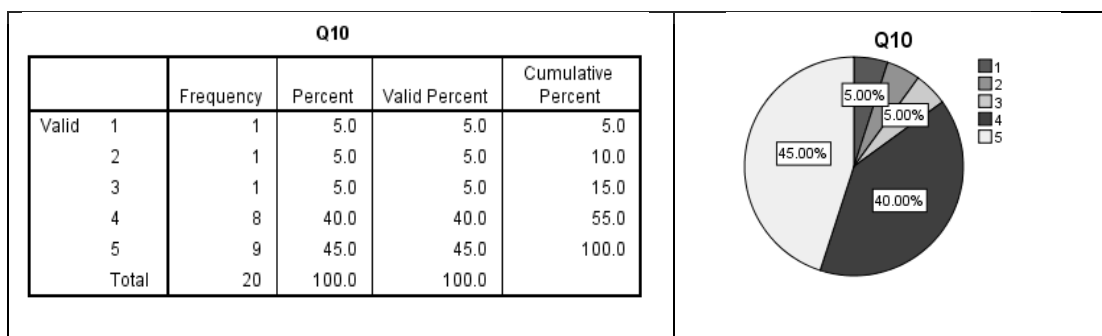 Q10
Frequency Percent Valid Percent Cumulative Percent
Valid 1 1 5.0 5.0 5.0
2 1 5.0 5.0 10.0
3 1 5.0 5.0 15.0
4 8 40.0 40.0 55.0
5 9 45.0 45.0 100.0
Total 20 100.0 100.0
Q10
1
2
3
4
5
5.00%
5.00%
45.00%
40.00%